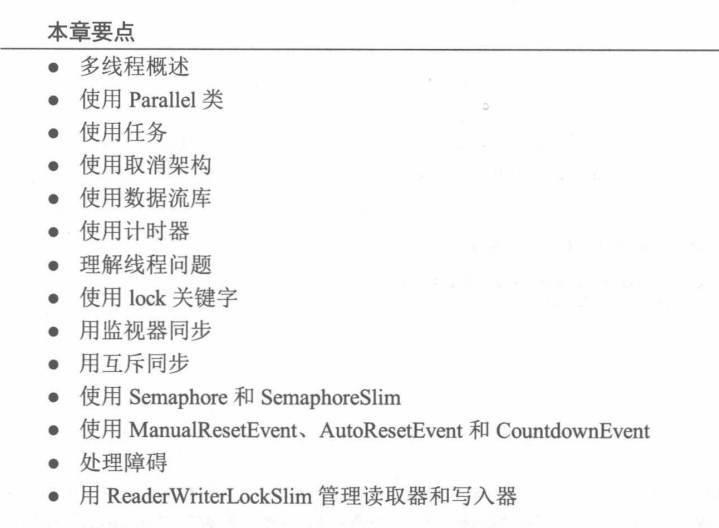 本章要点
● 多线程概述
● 使用 Parallel 类
● 使用任务
● 使用取消架构
● 使用数据流库
● 使用计时器
● 理解线程问题
● 使用 lock 关键字
● 用监视器同步
● 用互斥同步
● 使用 Semaphore 和 SemaphoreSlim
● 使用 ManualResetEvent、AutoResetEvent 和 CountdownEvent
● 处理障碍
● 用 ReaderWriterLockSlim 管理读取器和写入器